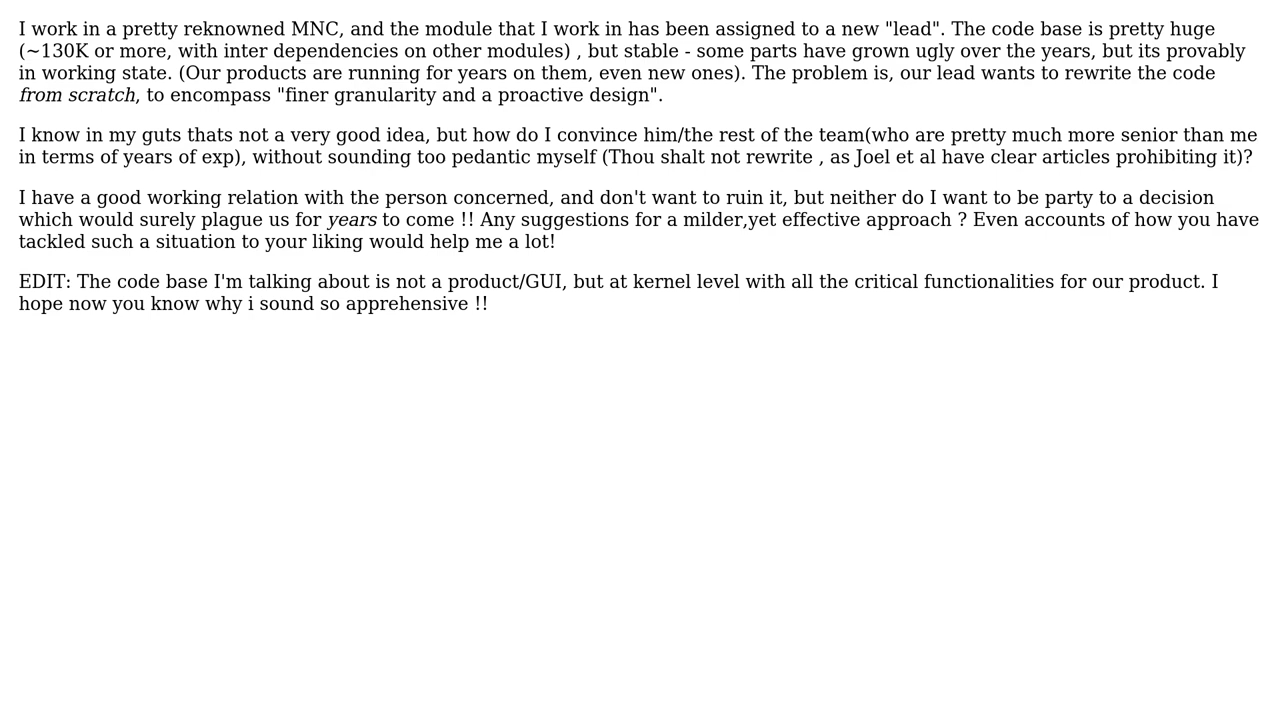 I work in a pretty reknowned MNC, and the module that I work in has been assigned to a new "lead". The code base is pretty huge
(~130K or more, with inter dependencies on other modules) , but stable - some parts have grown ugly over the years, but its provably
in working state. (Our products are running for years on them, even new ones). The problem is, our lead wants to rewrite the code
from scratch, to encompass "finer granularity and a proactive design".
I know in my guts thats not a very good idea, but how do I convince him/the rest of the team(who are pretty much more senior than me
in terms of years of exp), without sounding too pedantic myself (Thou shalt not rewrite , as Joel et al have clear articles prohibiting it)?
I have a good working relation with the person concerned, and don't want to ruin it, but neither do I want to be party to a decision
which would surely plague us for years to come !! Any suggestions for a milder,yet effective approach ? Even accounts of how you have
tackled such a situation to your liking would help me a lot!
EDIT: The code base I'm talking about is not a product/GUI, but at kernel level with all the critical functionalities for our product. I
hope now you know why i sound so apprehensive !!